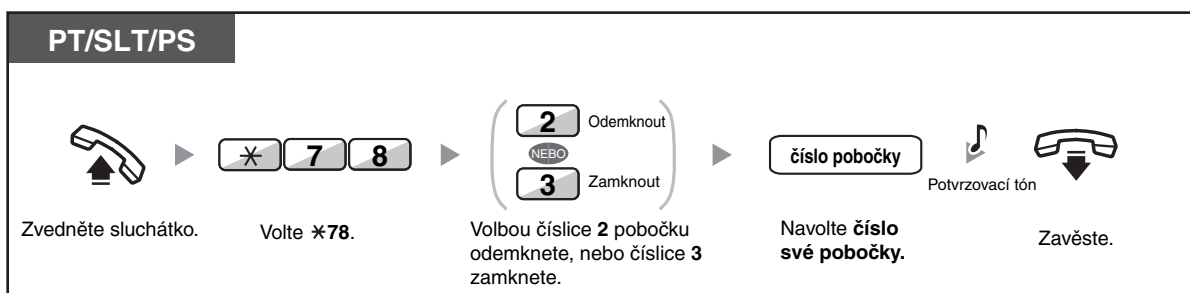 PT/SLT/PS
2 Odemknout
✳ 7 8
NEBO
číslo pobočky
3 Zamknout
Potvrzovací tón
Zvedněte sluchátko.
Volte ✳78.
Volbou číslice 2 pobočku
odemknete, nebo číslice 3
zamknete.
Navolte číslo
své pobočky.
Zavěste.